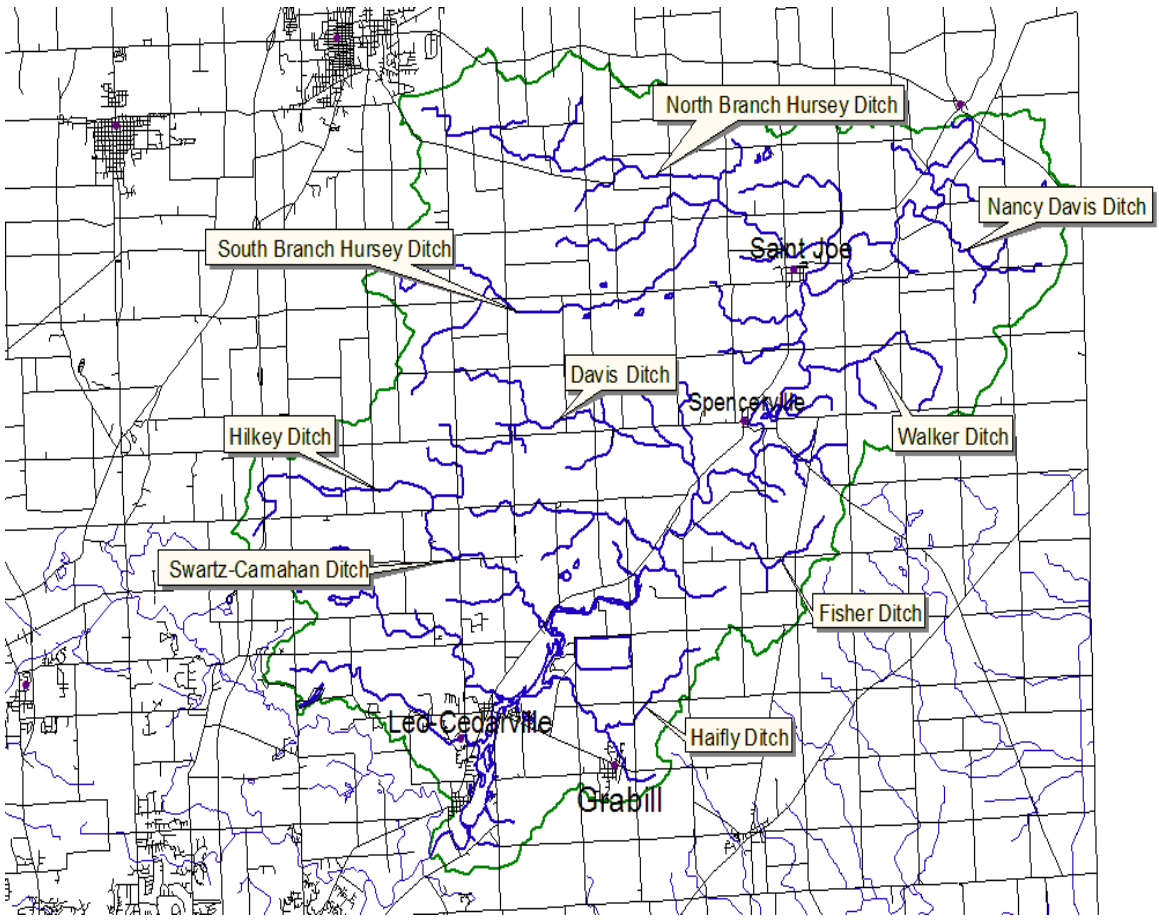 North Branch Hursey Ditch
Nancy Davis Ditch
South Branch Hursey Ditch
Saint Joe
Davis Ditch
Spencerville
Hilkey Ditch
Walker Ditch
Swartz-Carnahan Ditch
Fisher Ditch
Leo-Cedarville
Haifly Ditch
Grabill